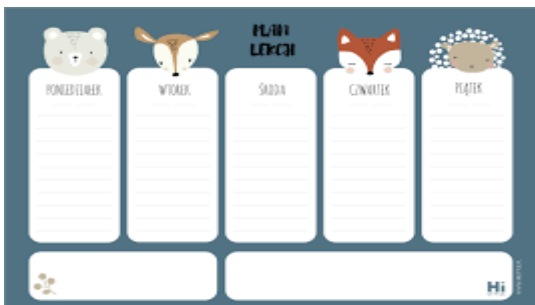 PLAN
LEKCJI
PONIEDZIAŁEK
WTOREK
ŚRODA
CZWARTEK
PIĄTEK
Hi